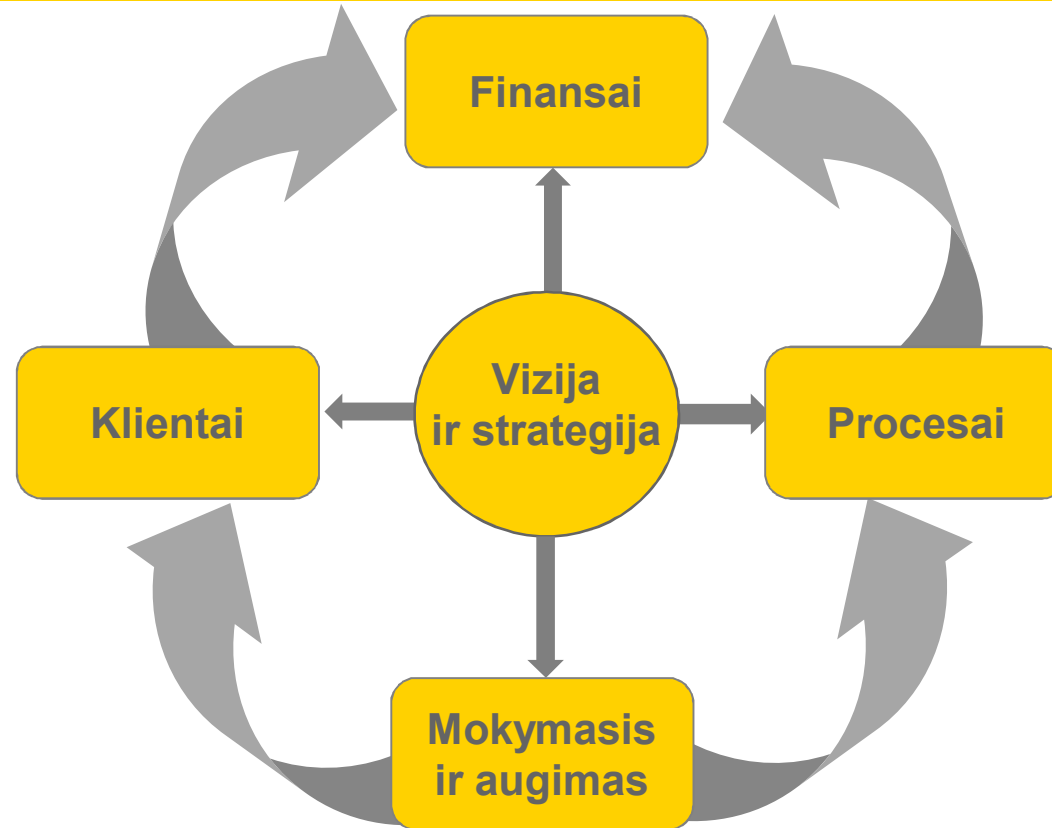 Finansai
Klientai
Vizija
ir strategija
Procesai
Mokymasis
ir augimas